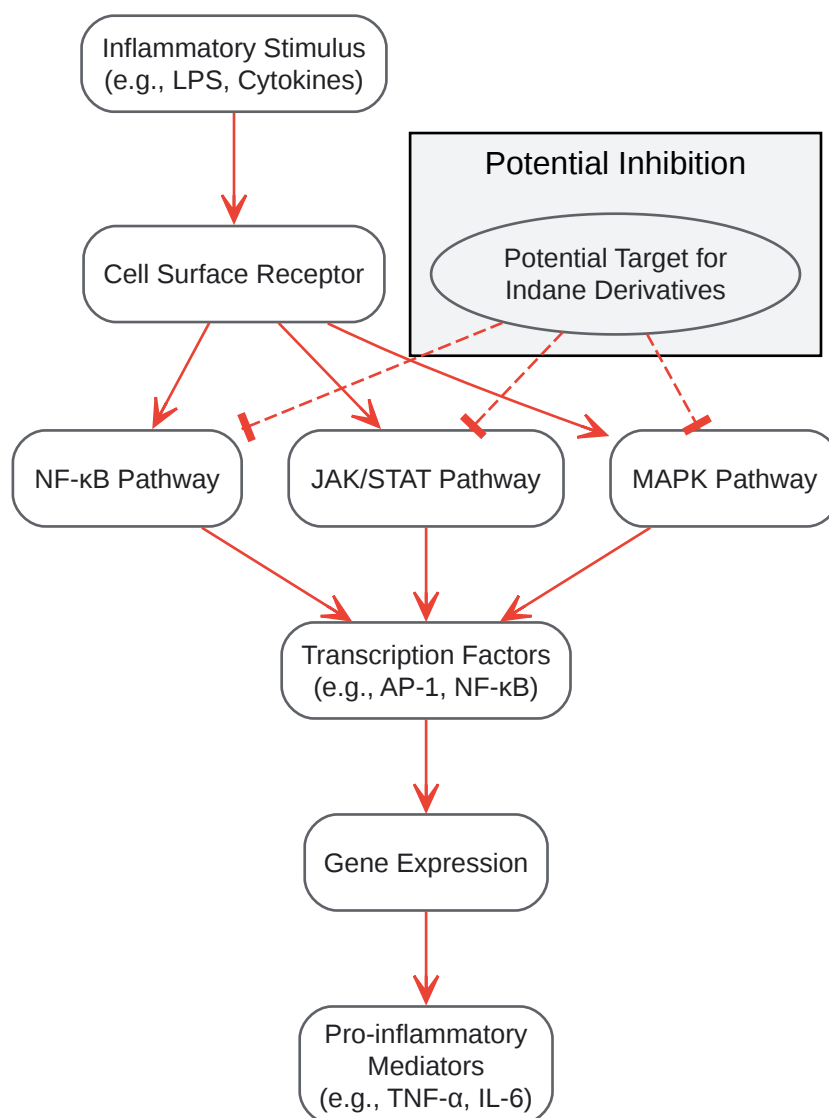 Inflammatory Stimulus
(e.g., LPS, Cytokines)
Potential Inhibition
Cell Surface Receptor
Potential Target for
Indane Derivatives
NF-κB Pathway
JAK/STAT Pathway
MAPK Pathway
Transcription Factors
(e.g., AP-1, NF-κB)
Gene Expression
Pro-inflammatory
Mediators
(e.g., TNF-α, IL-6)